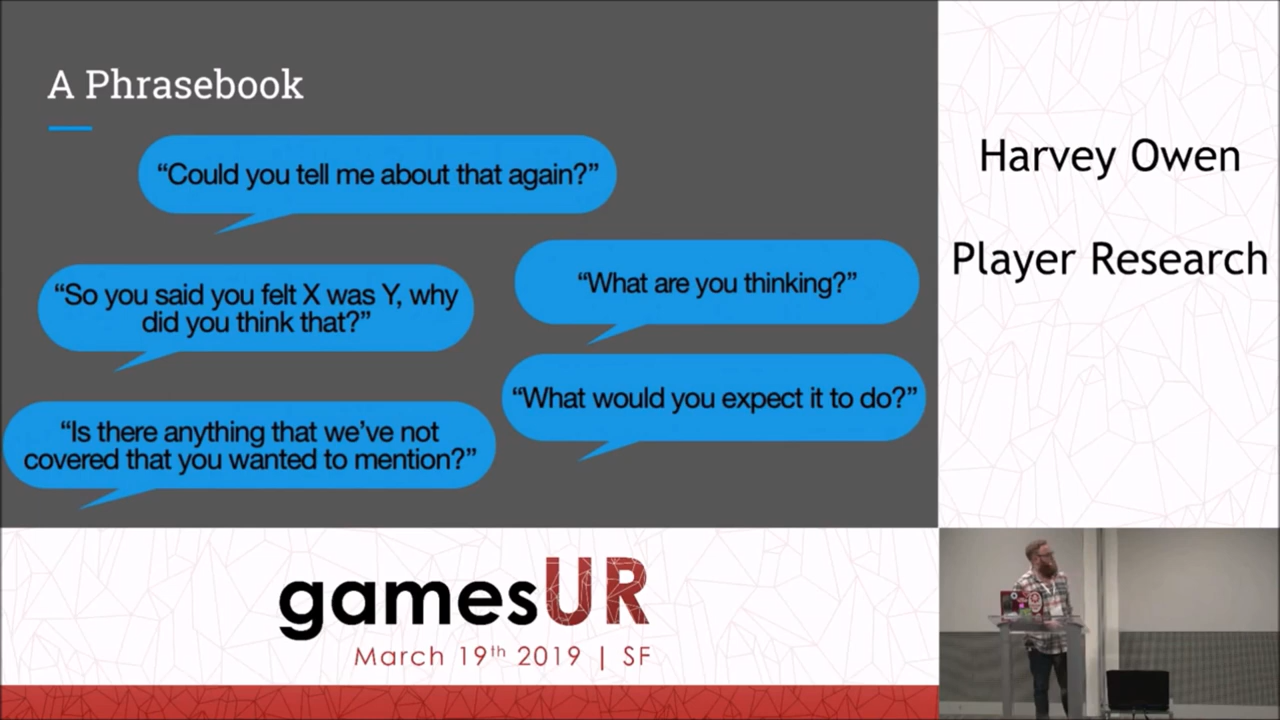 A Phrasebook
“Could you tell me about that again?”
“So you said you felt X was Y, why
did you think that?”
“What are you thinking?”
“What would you expect it to do?”
“Is there anything that we’ve not
covered that you wanted to mention?”
Harvey Owen
Player Research
gamesUR
March 19th 2019 | SF